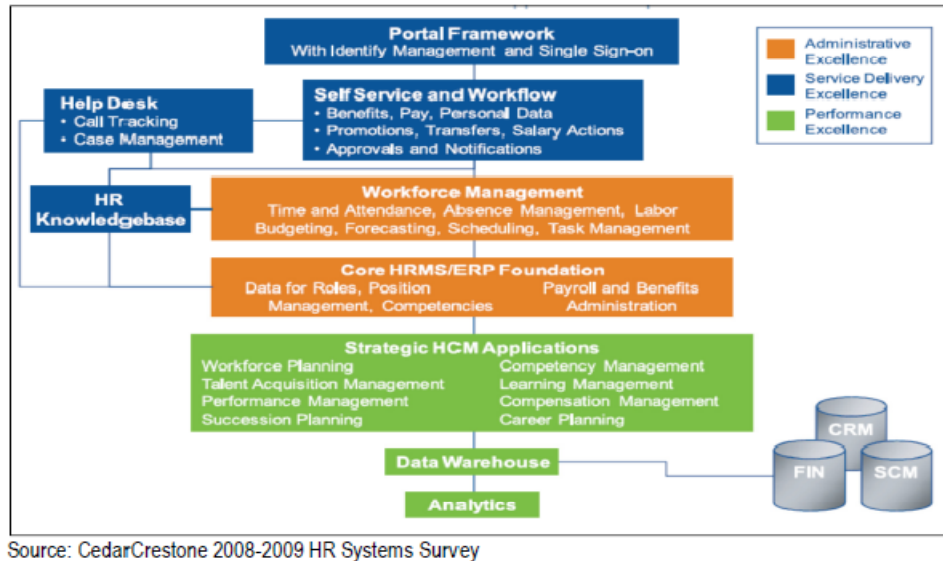 Portal Framework
With Identify Management and Single Sign-on
Administrative
Excellence
Service Delivery
Excellence
Performance
Excellence
Help Desk
• Call Tracking
• Case Management
Self Service and Workflow
• Benefits, Pay, Personal Data
• Promotions, Transfers, Salary Actions
• Approvals and Notifications
HR
Knowledgebase
Workforce Management
Time and Attendance, Absence Management, Labor
Budgeting, Forecasting, Scheduling, Task Management
Core HRMS/ERP Foundation
Data for Roles, Position
Management, Competencies
Payroll and Benefits
Administration
Strategic HCM Applications
Workforce Planning
Talent Acquisition Management
Performance Management
Succession Planning
Competency Management
Learning Management
Compensation Management
Career Planning
Data Warehouse
Analytics
CRM
FIN
SCM
Source: CedarCrestone 2008-2009 HR Systems Survey